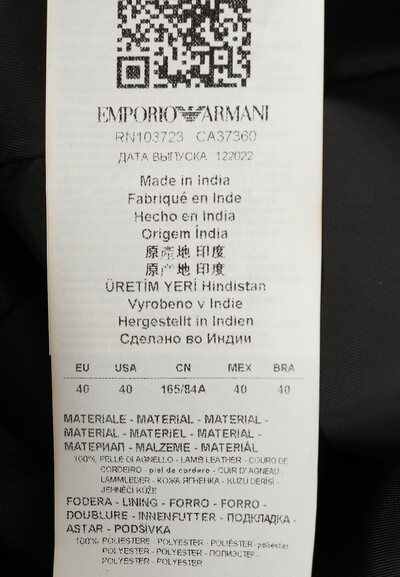 EMPORIO ARMANI
RN103723 CA37360
ДАТА ВЫПУСКА 122022
Made in India
Fabriqué en Inde
Hecho en India
Origem Índia
原産地 印度
原产地 印度
ÜRETİM YERİ Hindistan
Vyrobeno v Indie
Hergestellt in Indien
Сделано во Индии
EU USA CN MEX BRA
40 40 165/84A 40 40
MATERIALE - MATERIAL - MATERIAL -
MATERIAL - MATERIEL - MATERIAL -
МАТЕРИАЛ - MALZEME - MATERIÁL
100% PELLE DI AGNELLO - LAMB LEATHER - COURO DE
CORDEIRO - piel de cordero - CUIR D'AGNEAU -
LAMMLEDER - КОЖА ЯГНЕНКА - KUZU DERİSİ -
JEHNĚČÍ KŮŽE
FODERA - LINING - FORRO - FORRO -
DOUBLURE - INNENFUTTER - ПОДКЛАДКА -
ASTAR - PODŠÍVKA
100% POLIESTERE - POLYESTER - POLIÉSTER - poliéster
POLYESTER - POLYESTER - ПОЛИЭСТЕР -
POLYESTER - POLYESTER